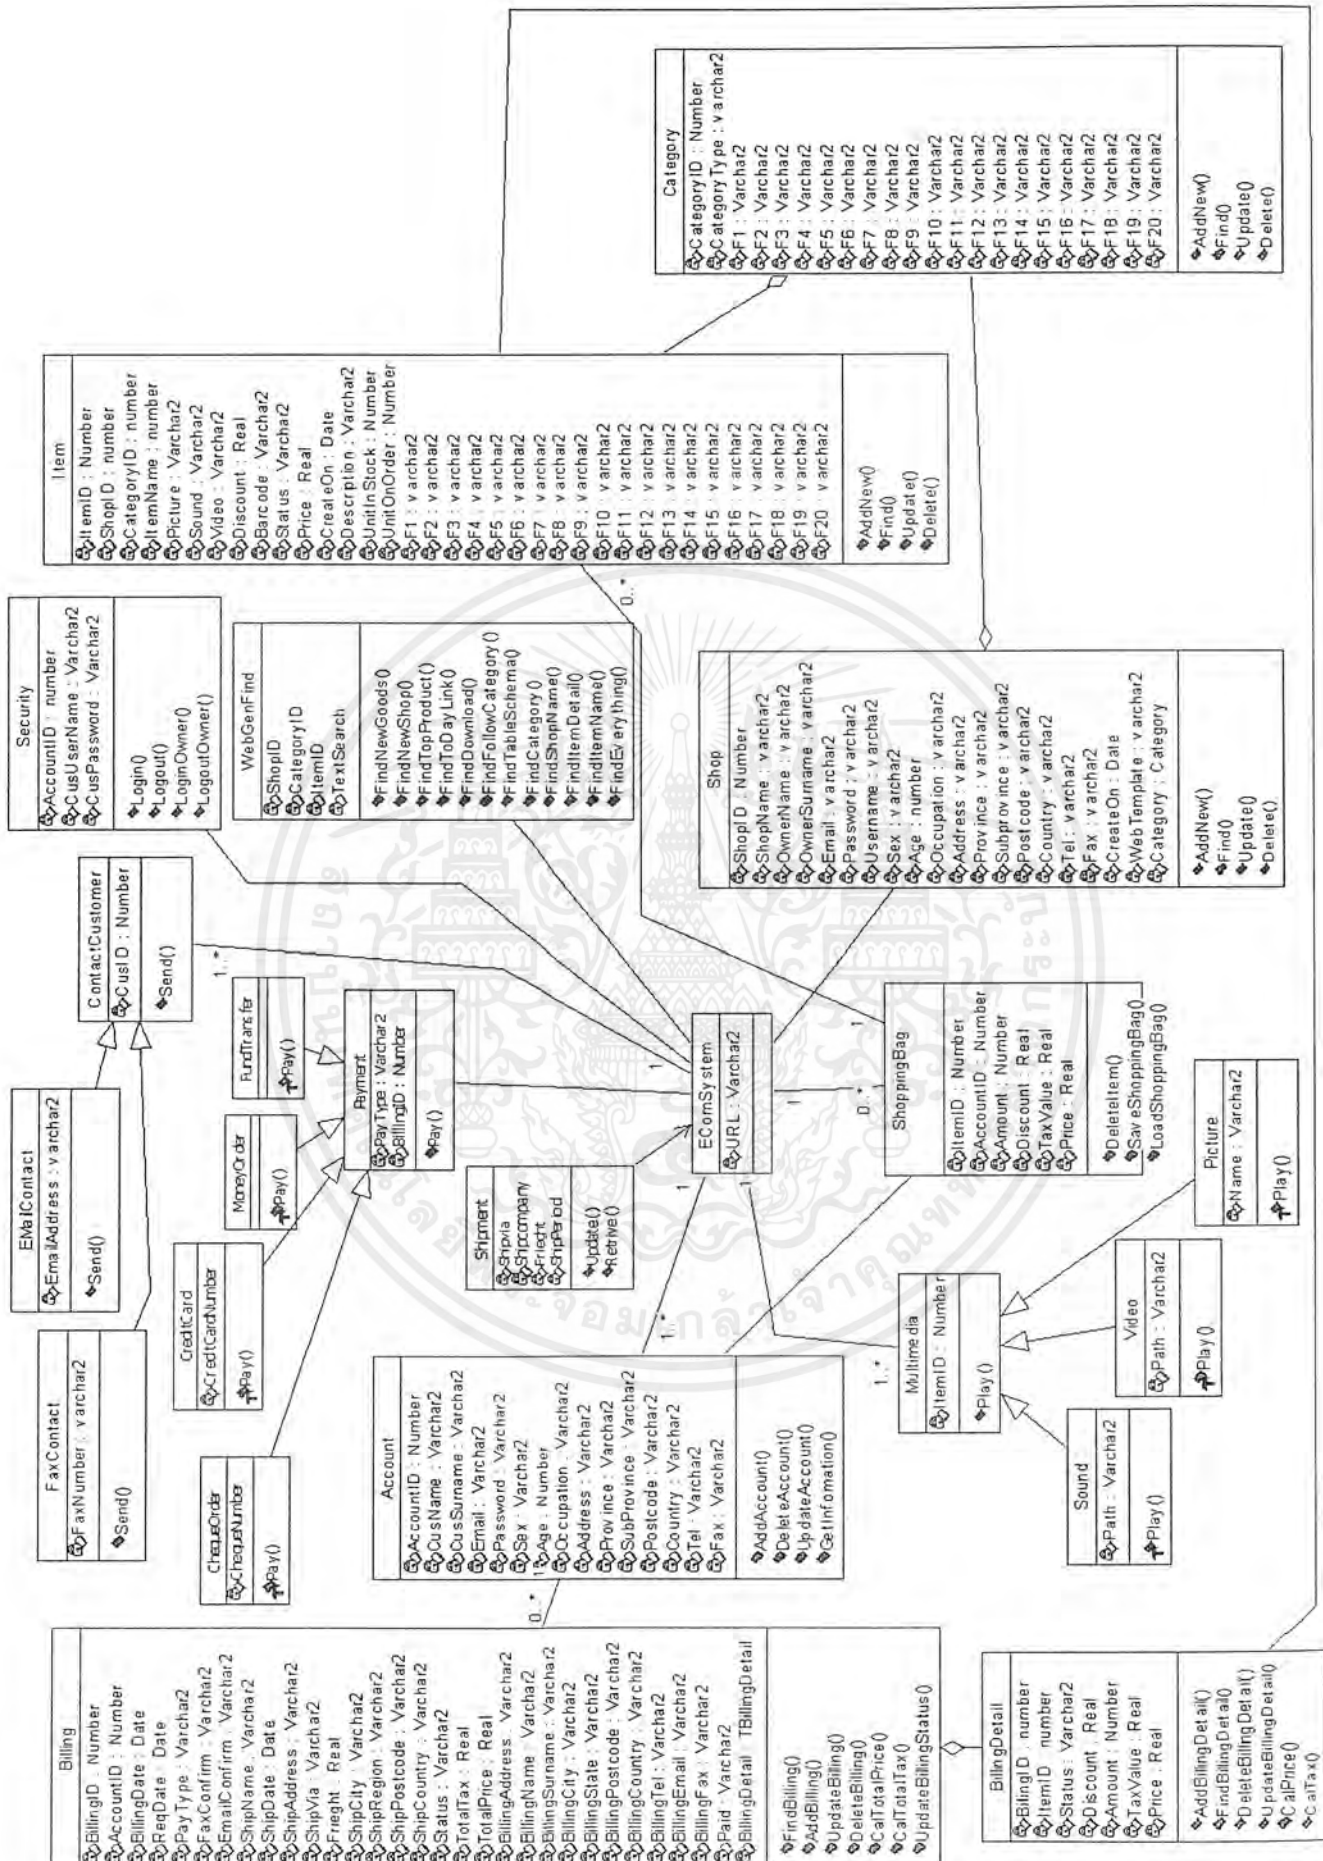 Billing
BillingID : Number
AccountID : Number
BillingDate : Date
ReqDate : Date
PayType : Varchar2
FaxConfirm : Varchar2
EmailConfirm : Varchar2
ShipName : Varchar2
ShipDate : Date
ShipAddress : Varchar2
ShipVia : Varchar2
Frieght : Real
ShipCity : Varchar2
ShipRegion : Varchar2
ShipPostcode : Varchar2
ShipCountry : Varchar2
Status : Varchar2
TotalTax : Real
TotalPrice : Real
BillingAddress : Varchar2
BillingName : Varchar2
BillingSurname : Varchar2
BillingCity : Varchar2
BillingState : Varchar2
BillingPostcode : Varchar2
BillingCountry : Varchar2
BillingTel : Varchar2
BillingEmail : Varchar2
BillingFax : Varchar2
Paid : Varchar2
BillingDetail : TBillingDetail
FindBilling()
AddBilling()
UpdateBilling()
DeleteBilling()
CalTotalPrice()
CalTotalTax()
UpdateBillingStatus()
BillingDetail
BillingID : number
ItemID : number
Status : Varchar2
Discount : Real
Amount : Number
TaxValue : Real
Price : Real
AddBillingDetail()
FindBillingDetail()
DeleteBillingDetail()
UpdateBillingDetail()
CalPrice()
CalTax()
FaxContact
FaxNumber : varchar2
Send()
EMailContact
EmailAddress : varchar2
Send()
ContactCustomer
CusID : Number
Send()
1..*
Security
AccountID : number
CusUserName : Varchar2
CusPassword : Varchar2
Login()
Logout()
LoginOwner()
LogoutOwner()
ChequeOrder
ChequeNumber
Pay()
CreditCard
CreditCardNumber
Pay()
MoneyOrder
Pay()
FundTransfer
Pay()
Payment
PayType : Varchar2
BillingID : Number
Pay()
WebGenFind
ShopID
CategoryID
ItemID
TextSearch
FindNewGoods()
FindNewShop()
FindTopProduct()
FindToDayLink()
FindDownload()
FindFollowCategory()
FindTableSchema()
FindCategory()
FindShopName()
FindItemDetail()
FindItemName()
FindEverything()
Item
ItemID : Number
ShopID : number
CategoryID : number
ItemName : number
Picture : Varchar2
Sound : Varchar2
Video : Varchar2
Discount : Real
Barcode : Varchar2
Status : Varchar2
Price : Real
CreateOn : Date
Description : Varchar2
UnitInStock : Number
UnitOnOrder : Number
F1 : varchar2
F2 : varchar2
F3 : varchar2
F4 : varchar2
F5 : varchar2
F6 : varchar2
F7 : varchar2
F8 : varchar2
F9 : varchar2
F10 : varchar2
F11 : varchar2
F12 : varchar2
F13 : varchar2
F14 : varchar2
F15 : varchar2
F16 : varchar2
F17 : varchar2
F18 : varchar2
F19 : varchar2
F20 : varchar2
AddNew()
Find()
Update()
Delete()
0..*
Account
AccountID : Number
CusName : Varchar2
CusSurname : Varchar2
Email : Varchar2
Password : Varchar2
Sex : Varchar2
Age : Number
Occupation : Varchar2
Address : Varchar2
Province : Varchar2
SubProvince : Varchar2
Postcode : Varchar2
Country : Varchar2
Tel : Varchar2
Fax : Varchar2
AddAccount()
DeleteAccount()
UpdateAccount()
GetInfomation()
0..*
1
1..*
Shipment
Shipvia
Shipcompany
Frieght
ShipPeriod
Update()
Retrive()
EComSystem
URL : Varchar2
1
1
1
1
0..*
1
ShoppingBag
ItemID : Number
AccountID : Number
Amount : Number
Discount : Real
TaxValue : Real
Price : Real
DeleteItem()
SaveShoppingBag()
LoadShoppingBag()
Shop
ShopID : Number
ShopName : Varchar2
OwnerName : varchar2
OwnerSurname : varchar2
Email : varchar2
Password : varchar2
Username : varchar2
Sex : varchar2
Age : number
Occupation : varchar2
Address : varchar2
Province : varchar2
Subprovince : varchar2
Postcode : varchar2
Country : varchar2
Tel : varchar2
Fax : varchar2
CreateOn : Date
WebTemplate : varchar2
Category : Category
AddNew()
Find()
Update()
Delete()
Category
CategoryID : Number
CategoryType : varchar2
F1 : Varchar2
F2 : Varchar2
F3 : Varchar2
F4 : Varchar2
F5 : Varchar2
F6 : Varchar2
F7 : Varchar2
F8 : Varchar2
F9 : Varchar2
F10 : Varchar2
F11 : Varchar2
F12 : Varchar2
F13 : Varchar2
F14 : Varchar2
F15 : Varchar2
F16 : Varchar2
F17 : Varchar2
F18 : Varchar2
F19 : Varchar2
F20 : Varchar2
AddNew()
Find()
Update()
Delete()
1..*
Multimedia
ItemID : Number
Play()
Sound
Path : Varchar2
Play()
Video
Path : Varchar2
Play()
Picture
Name : Varchar2
Play()